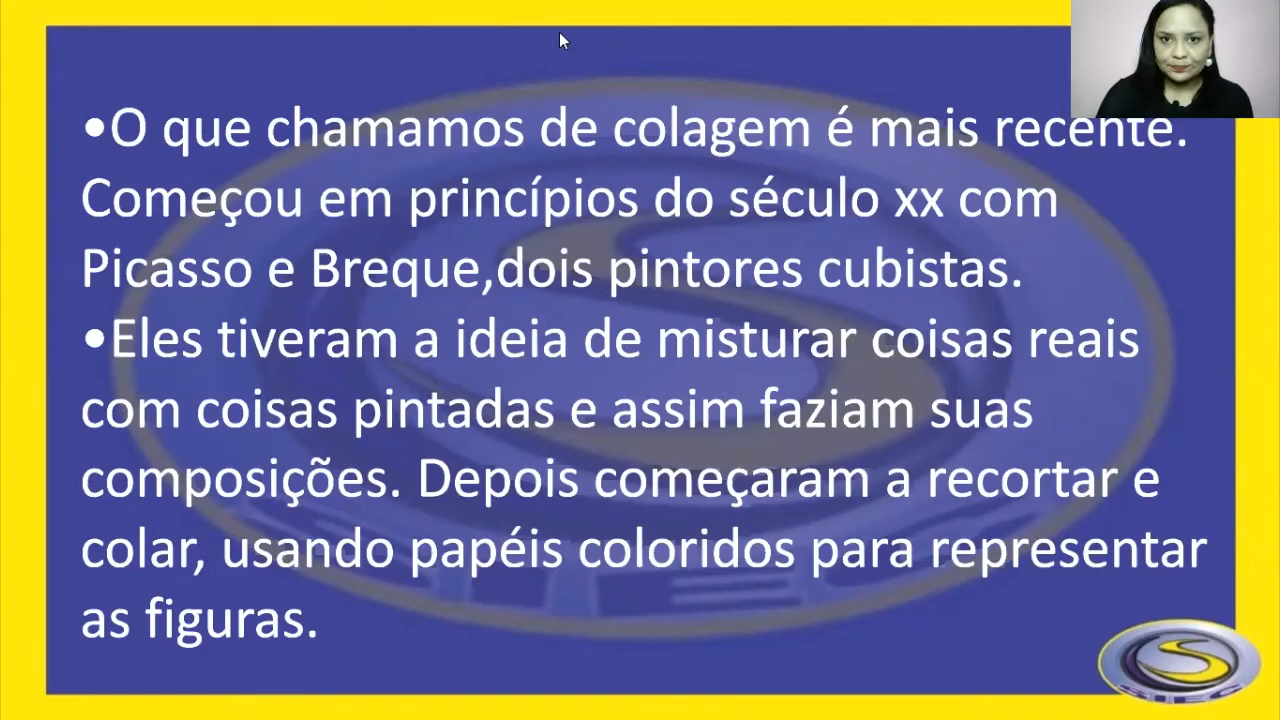 •O que chamamos de colagem é mais recente.
Começou em princípios do século xx com
Picasso e Breque,dois pintores cubistas.
•Eles tiveram a ideia de misturar coisas reais
com coisas pintadas e assim faziam suas
composições. Depois começaram a recortar e
colar, usando papéis coloridos para representar
as figuras.